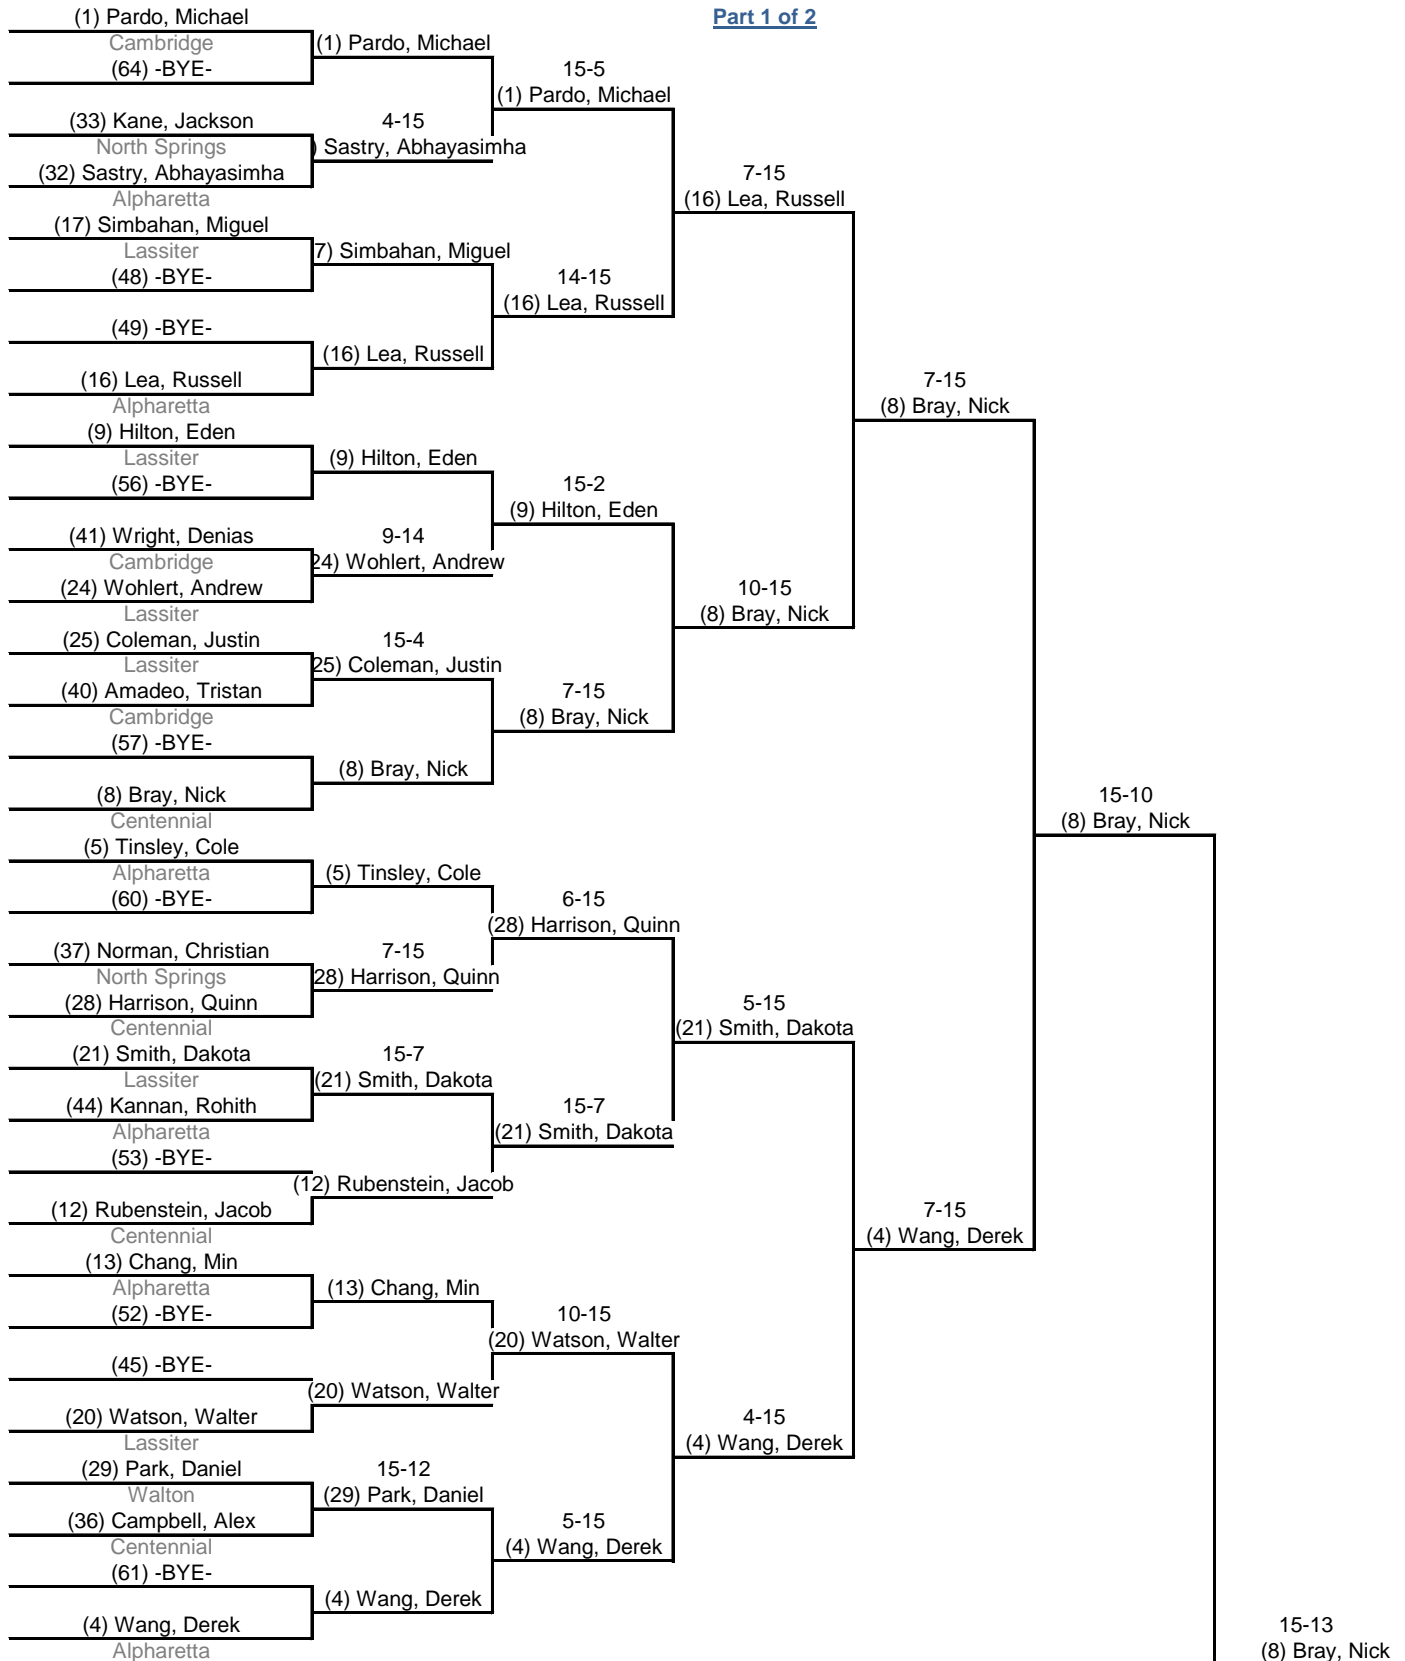 Part 1 of 2
(1) Pardo, Michael
Cambridge
(64) -BYE-
(33) Kane, Jackson
North Springs
(32) Sastry, Abhayasimha
Alpharetta
(17) Simbahan, Miguel
Lassiter
(48) -BYE-
(49) -BYE-
(16) Lea, Russell
Alpharetta
(9) Hilton, Eden
Lassiter
(56) -BYE-
(41) Wright, Denias
Cambridge
(24) Wohlert, Andrew
Lassiter
(25) Coleman, Justin
Lassiter
(40) Amadeo, Tristan
Cambridge
(57) -BYE-
(8) Bray, Nick
Centennial
(5) Tinsley, Cole
Alpharetta
(60) -BYE-
(37) Norman, Christian
North Springs
(28) Harrison, Quinn
Centennial
(21) Smith, Dakota
Lassiter
(44) Kannan, Rohith
Alpharetta
(53) -BYE-
(12) Rubenstein, Jacob
Centennial
(13) Chang, Min
Alpharetta
(52) -BYE-
(45) -BYE-
(20) Watson, Walter
Lassiter
(29) Park, Daniel
Walton
(36) Campbell, Alex
Centennial
(61) -BYE-
(4) Wang, Derek
Alpharetta
(1) Pardo, Michael
4-15
) Sastry, Abhayasimha
7) Simbahan, Miguel
(16) Lea, Russell
(9) Hilton, Eden
9-14
24) Wohlert, Andrew
15-4
25) Coleman, Justin
(8) Bray, Nick
(5) Tinsley, Cole
7-15
28) Harrison, Quinn
15-7
(21) Smith, Dakota
(12) Rubenstein, Jacob
(13) Chang, Min
(20) Watson, Walter
15-12
(29) Park, Daniel
(4) Wang, Derek
15-5
(1) Pardo, Michael
14-15
(16) Lea, Russell
15-2
(9) Hilton, Eden
7-15
(8) Bray, Nick
6-15
(28) Harrison, Quinn
15-7
(21) Smith, Dakota
10-15
(20) Watson, Walter
5-15
(4) Wang, Derek
7-15
(16) Lea, Russell
10-15
(8) Bray, Nick
5-15
(21) Smith, Dakota
4-15
(4) Wang, Derek
7-15
(8) Bray, Nick
7-15
(4) Wang, Derek
15-10
(8) Bray, Nick
15-13
(8) Bray, Nick